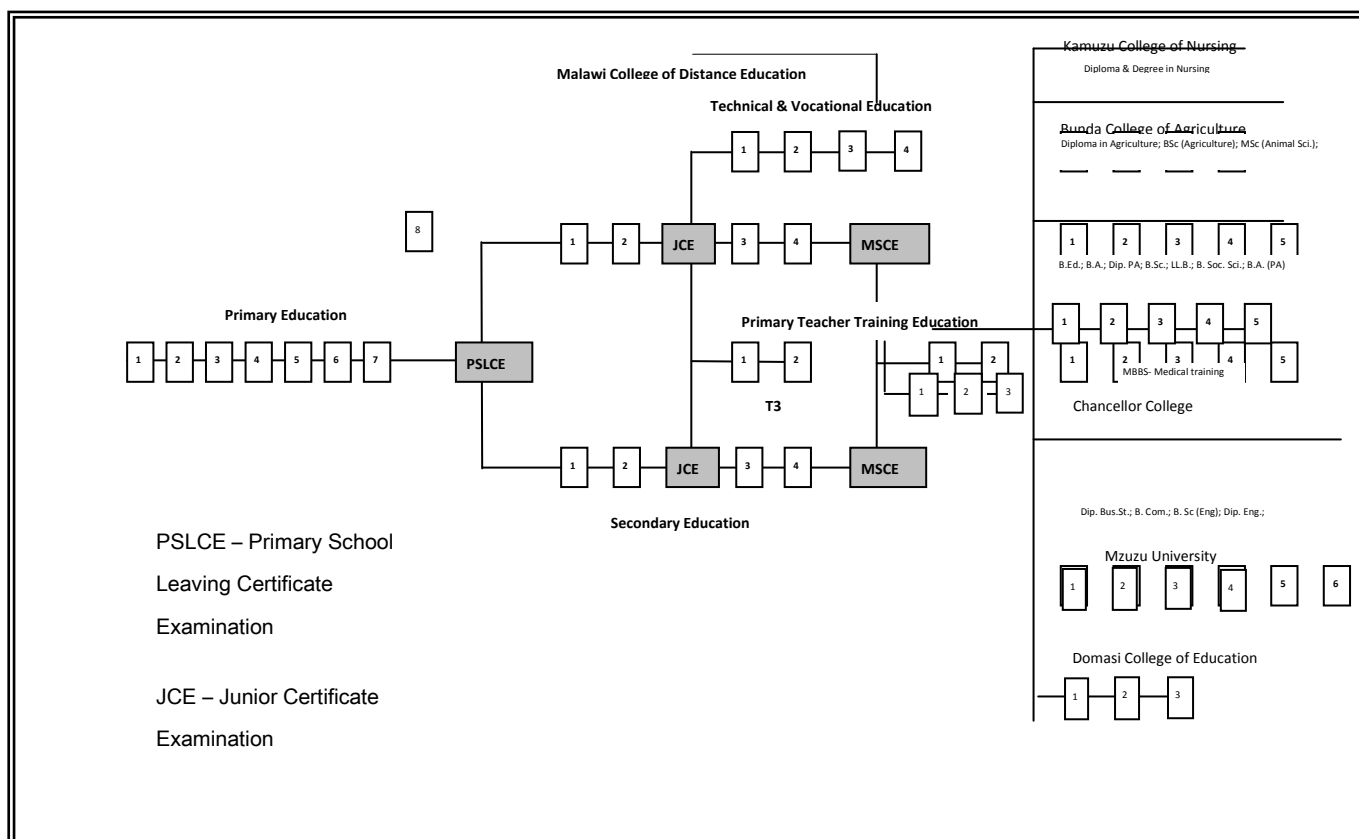 Kamuzu College of Nursing
Diploma & Degree in Nursing
Malawi College of Distance Education
Technical & Vocational Education
1 2 3 4
Bunda College of Agriculture
Diploma in Agriculture; BSc (Agriculture); MSc (Animal Sci.);
8
1 2 JCE 3 4 MSCE
1 2 3 4 5
B.Ed.; B.A.; Dip. PA; B.Sc.; LL.B.; B. Soc. Sci.; B.A. (PA)
Primary Education
Primary Teacher Training Education
1 2 3 4 5
1 2 3 4 5 6 7 PSLCE
1 2
1 2
1 2 3 4 5
MBBS- Medical training
1 2 3
T3
Chancellor College
1 2 JCE 3 4 MSCE
Secondary Education
Dip. Bus.St.; B. Com.; B. Sc (Eng); Dip. Eng.;
Mzuzu University
1 2 3 4 5 6
Domasi College of Education
1 2 3
PSLCE – Primary School
Leaving Certificate
Examination
JCE – Junior Certificate
Examination